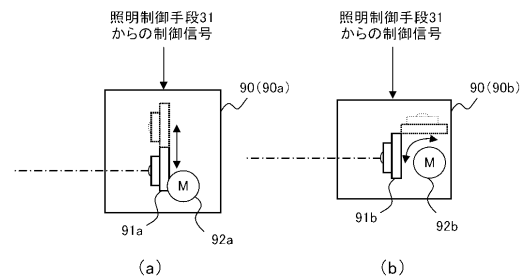 照明制御手段31
からの制御信号
90(90a)
M
91a
92a
(a)
照明制御手段31
からの制御信号
90(90b)
M
91b
92b
(b)